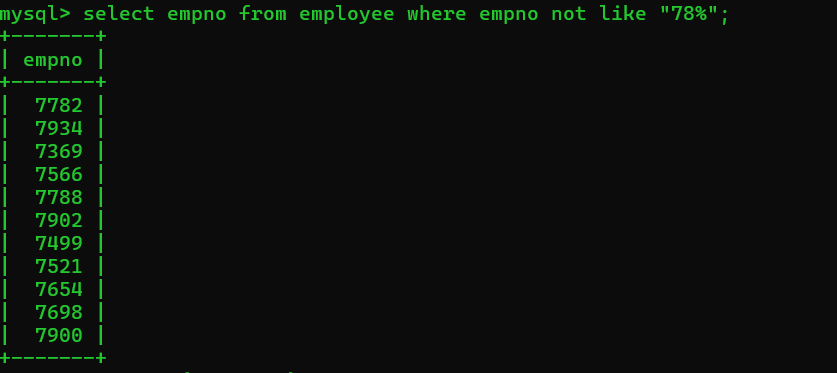 mysql> select empno from employee where empno not like "78%";
+-------+
| empno |
+-------+
|  7782 |
|  7934 |
|  7369 |
|  7566 |
|  7788 |
|  7902 |
|  7499 |
|  7521 |
|  7654 |
|  7698 |
|  7900 |
+-------+